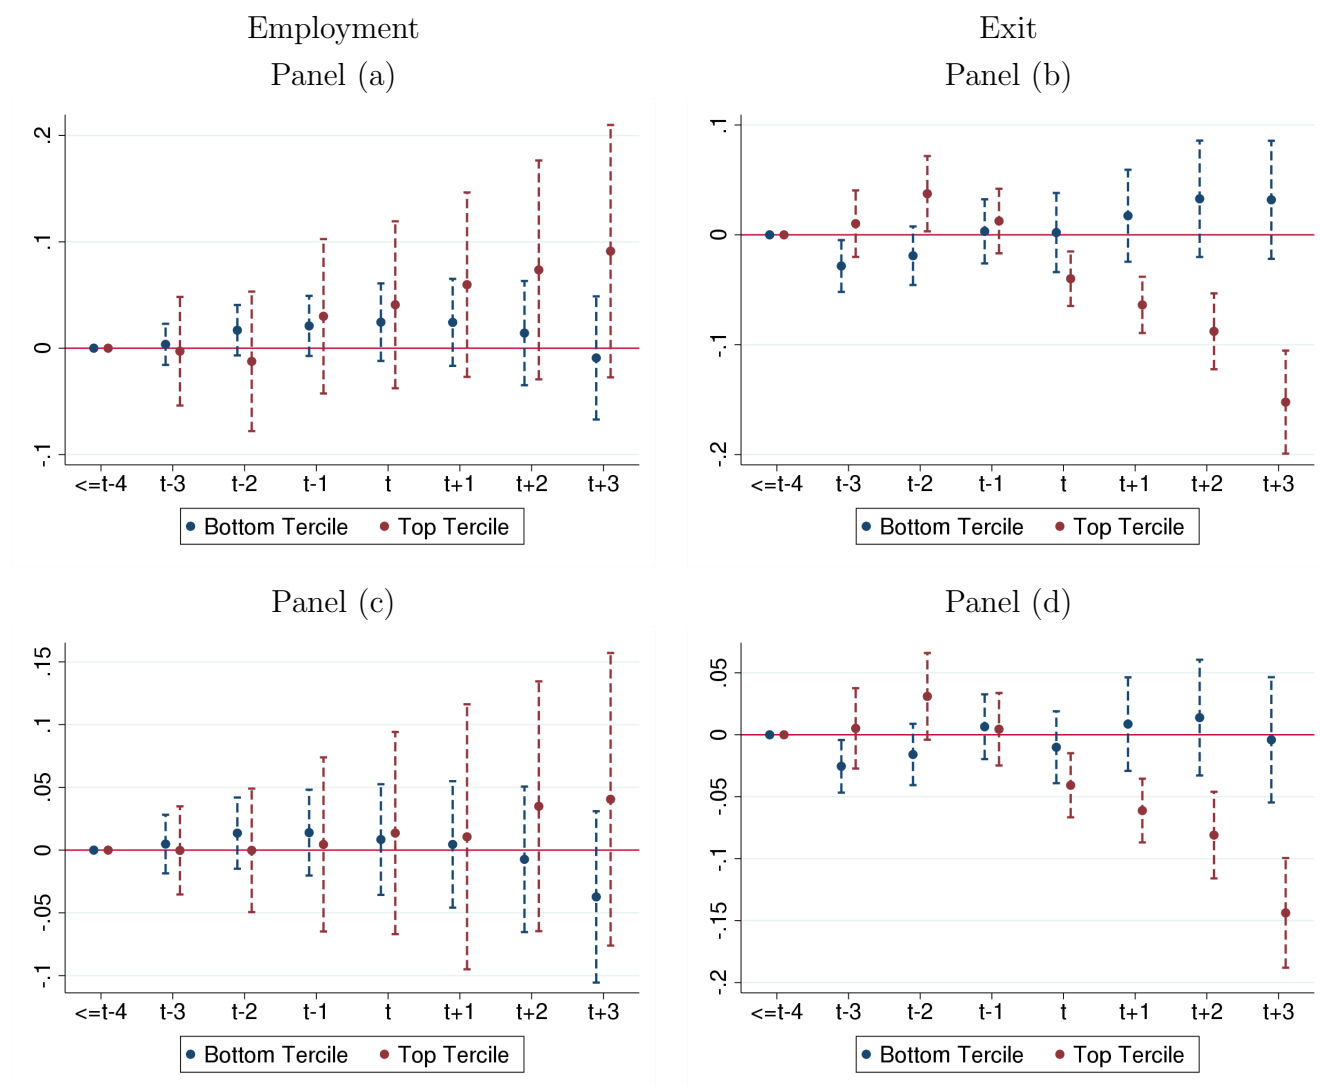 Employment
Exit
Panel (a)
Panel (b)
.2
.1
0
-.1
<=t-4 t-3 t-2 t-1 t t+1 t+2 t+3
Bottom Tercile Top Tercile
.1
0
-.1
-.2
<=t-4 t-3 t-2 t-1 t t+1 t+2 t+3
Bottom Tercile Top Tercile
Panel (c)
Panel (d)
.15
.1
.05
0
-.05
-.1
<=t-4 t-3 t-2 t-1 t t+1 t+2 t+3
Bottom Tercile Top Tercile
.05
0
-.05
-.1
-.15
-.2
<=t-4 t-3 t-2 t-1 t t+1 t+2 t+3
Bottom Tercile Top Tercile